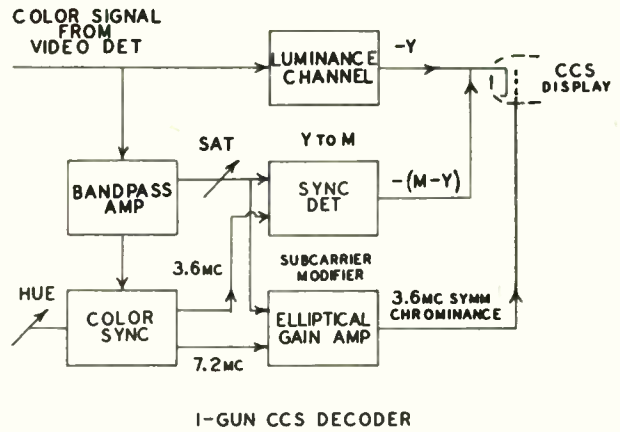 COLOR SIGNAL
FROM
VIDEO DET
LUMINANCE
CHANNEL
-Y
CCS
DISPLAY
SAT
Y TO M
BANDPASS
AMP
SYNC
DET
-(M-Y)
3.6MC
SUBCARRIER
MODIFIER
HUE
COLOR
SYNC
ELLIPTICAL
GAIN AMP
3.6MC SYMM
CHROMINANCE
7.2MC
1-GUN CCS DECODER